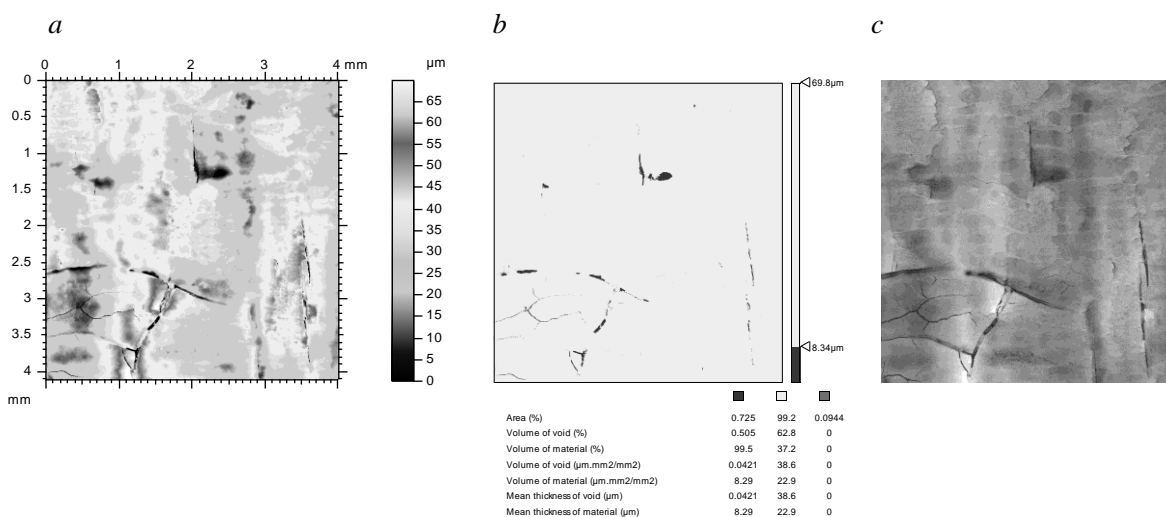 a
b
c
0 1 2 3 4 mm
µm
0
0.5
1
1.5
2
2.5
3
3.5
4
mm
65
60
55
50
45
40
35
30
25
20
15
10
5
0
69.8µm
8.34µm
Area (%) 0.725 99.2 0.0944
Volume of void (%) 0.505 62.8 0
Volume of material (%) 99.5 37.2 0
Volume of void (µm.mm2/mm2) 0.0421 38.6 0
Volume of material (µm.mm2/mm2) 8.29 22.9 0
Mean thickness of void (µm) 0.0421 38.6 0
Mean thickness of material (µm) 8.29 22.9 0